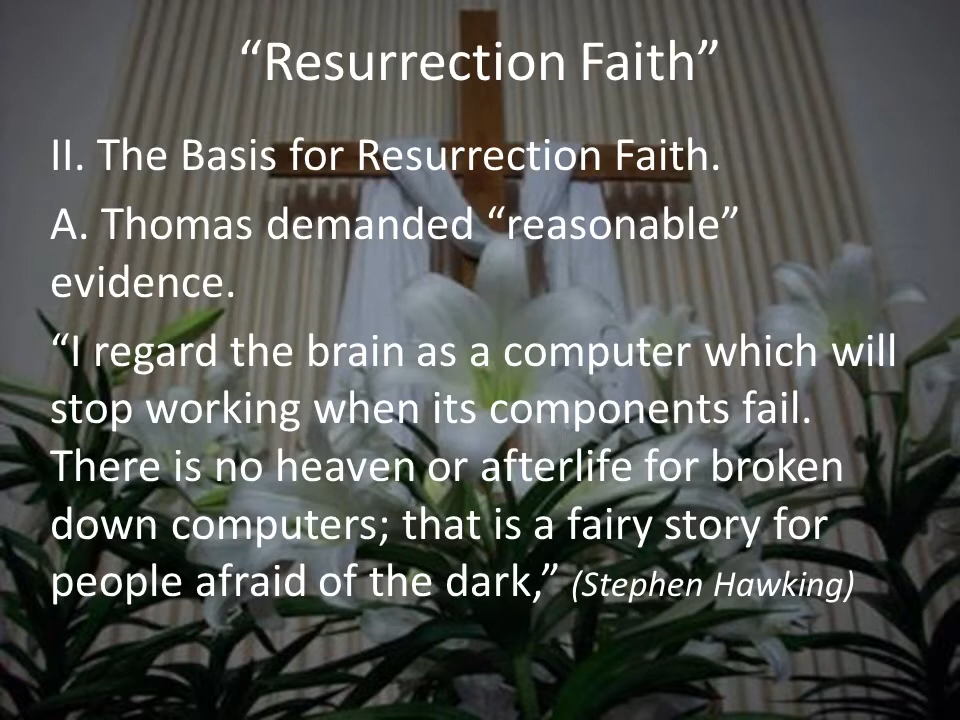 “Resurrection Faith”
II. The Basis for Resurrection Faith.
A. Thomas demanded “reasonable”
evidence.
“I regard the brain as a computer which will
stop working when its components fail.
There is no heaven or afterlife for broken
down computers; that is a fairy story for
people afraid of the dark,” (Stephen Hawking)